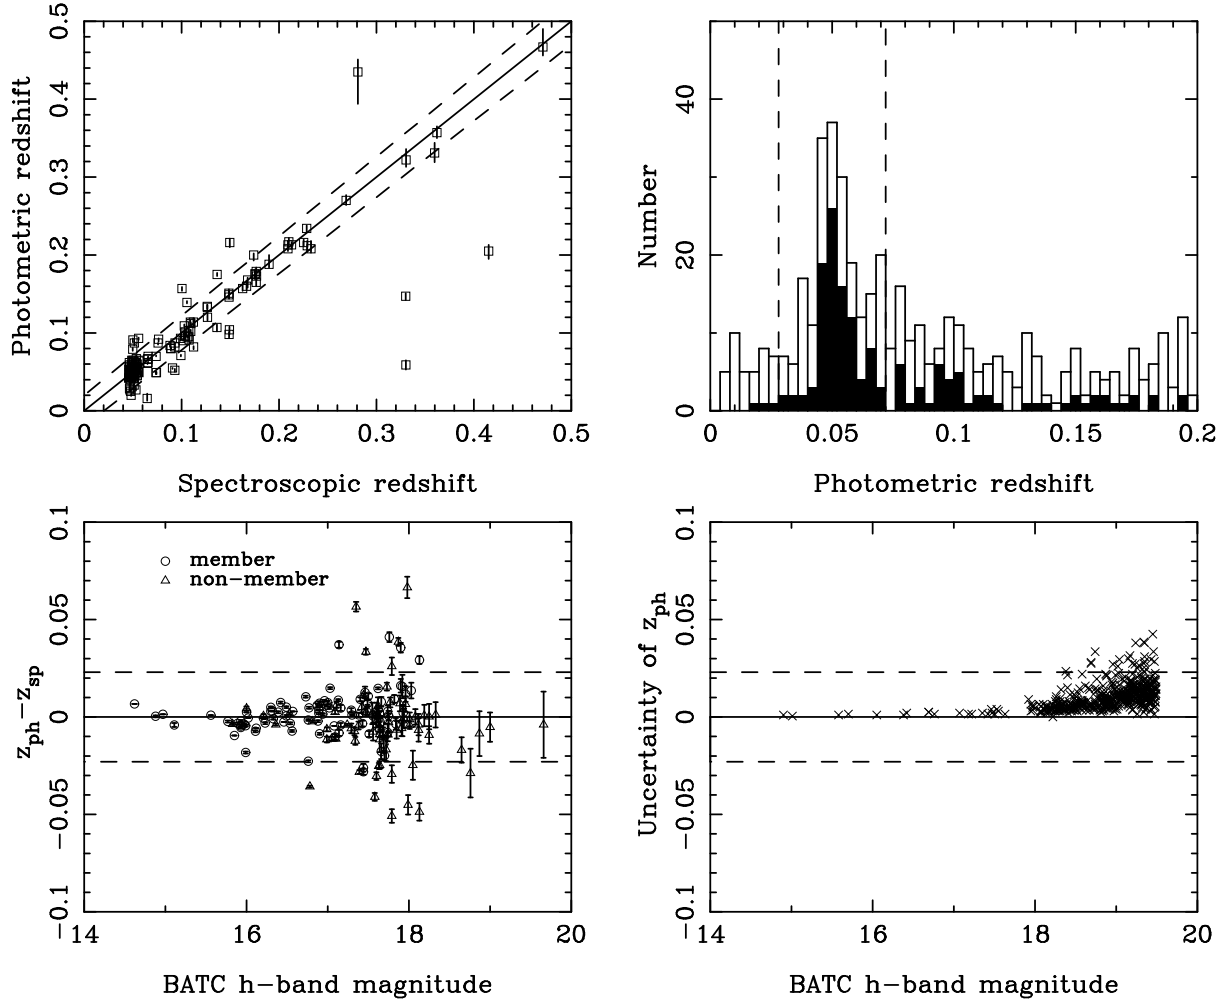 Photometric redshift
0 0.1 0.2 0.3 0.4 0.5
0 0.1 0.2 0.3 0.4 0.5
Spectroscopic redshift
Number
0 20 40
0 0.05 0.1 0.15 0.2
Photometric redshift
z_ph−z_sp
−0.1 −0.05 0 0.05 0.1
member
non−member
14 16 18 20
BATC h−band magnitude
Uncertainty of z_ph
−0.1 −0.05 0 0.05 0.1
14 16 18 20
BATC h−band magnitude